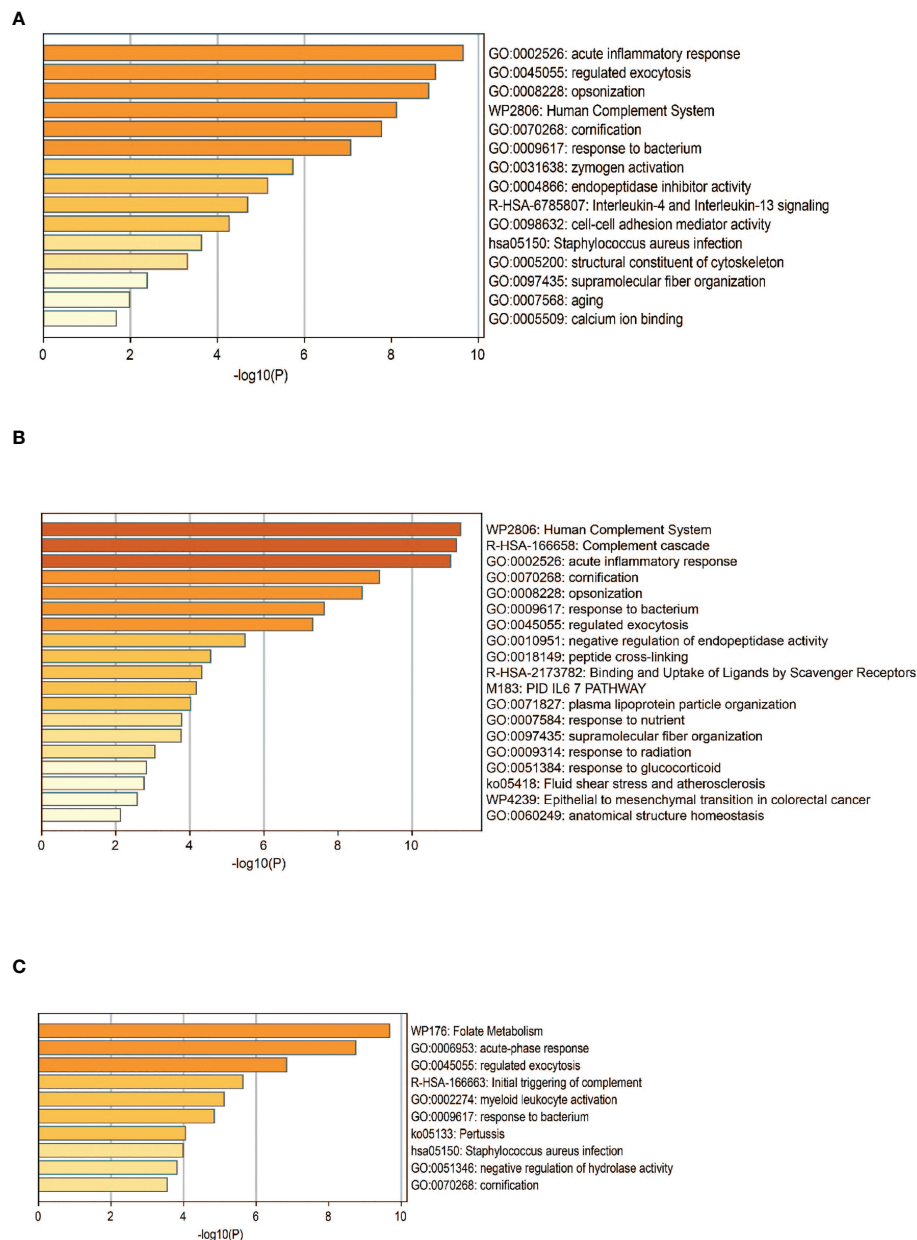 A
GO:0002526: acute inflammatory response
GO:0045055: regulated exocytosis
GO:0008228: opsonization
WP2806: Human Complement System
GO:0070268: cornification
GO:0009617: response to bacterium
GO:0031638: zymogen activation
GO:0004866: endopeptidase inhibitor activity
R-HSA-6785807: Interleukin-4 and Interleukin-13 signaling
GO:0098632: cell-cell adhesion mediator activity
hsa05150: Staphylococcus aureus infection
GO:0005200: structural constituent of cytoskeleton
GO:0097435: supramolecular fiber organization
GO:0007568: aging
GO:0005509: calcium ion binding
0 2 4 6 8 10
-log10(P)
B
WP2806: Human Complement System
R-HSA-166658: Complement cascade
GO:0002526: acute inflammatory response
GO:0070268: cornification
GO:0008228: opsonization
GO:0009617: response to bacterium
GO:0045055: regulated exocytosis
GO:0010951: negative regulation of endopeptidase activity
GO:0018149: peptide cross-linking
R-HSA-2173782: Binding and Uptake of Ligands by Scavenger Receptors
M183: PID IL6 7 PATHWAY
GO:0071827: plasma lipoprotein particle organization
GO:0007584: response to nutrient
GO:0097435: supramolecular fiber organization
GO:0009314: response to radiation
GO:0051384: response to glucocorticoid
ko05418: Fluid shear stress and atherosclerosis
WP4239: Epithelial to mesenchymal transition in colorectal cancer
GO:0060249: anatomical structure homeostasis
0 2 4 6 8 10
-log10(P)
C
WP176: Folate Metabolism
GO:0006953: acute-phase response
GO:0045055: regulated exocytosis
R-HSA-166663: Initial triggering of complement
GO:0002274: myeloid leukocyte activation
GO:0009617: response to bacterium
ko05133: Pertussis
hsa05150: Staphylococcus aureus infection
GO:0051346: negative regulation of hydrolase activity
GO:0070268: cornification
0 2 4 6 8 10
-log10(P)